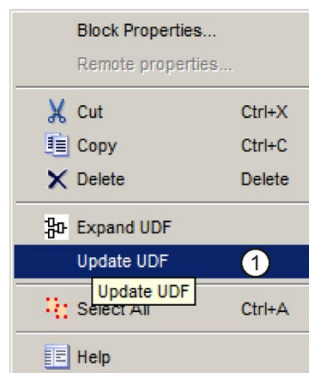 Block Properties...
Remote properties...
Cut Ctrl+X
Copy Ctrl+C
Delete Delete
Expand UDF
Update UDF 1
Update UDF
Select All Ctrl+A
Help